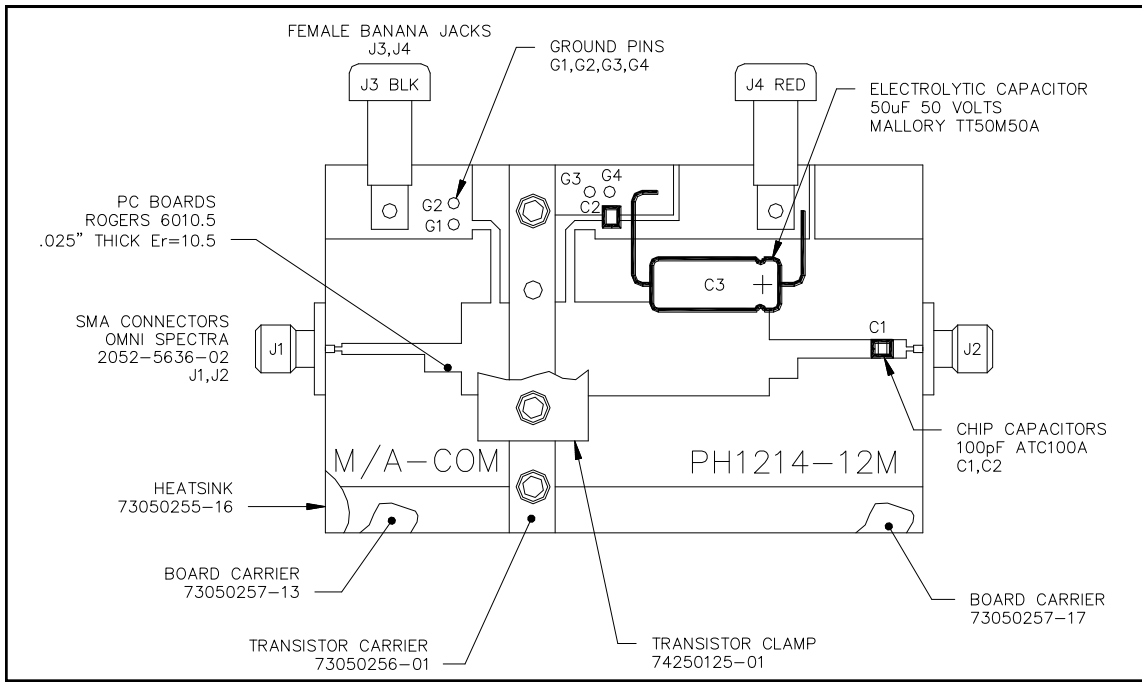 FEMALE BANANA JACKS
J3,J4
GROUND PINS
G1,G2,G3,G4
J3 BLK
J4 RED
ELECTROLYTIC CAPACITOR
50uF 50 VOLTS
MALLORY TT50M50A
PC BOARDS
ROGERS 6010.5
.025" THICK Er=10.5
G2
G1
G3
G4
C2
C3
+
SMA CONNECTORS
OMNI SPECTRA
2052-5636-02
J1,J2
J1
C1
J2
CHIP CAPACITORS
100pF ATC100A
C1,C2
M/A-COM
PH1214-12M
HEATSINK
73050255-16
BOARD CARRIER
73050257-13
BOARD CARRIER
73050257-17
TRANSISTOR CARRIER
73050256-01
TRANSISTOR CLAMP
74250125-01